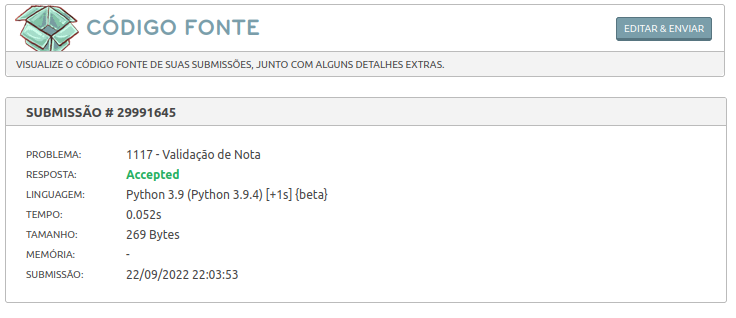 CÓDIGO FONTE
EDITAR & ENVIAR
VISUALIZE O CÓDIGO FONTE DE SUAS SUBMISSÕES, JUNTO COM ALGUNS DETALHES EXTRAS.
SUBMISSÃO # 29991645
PROBLEMA: 1117 - Validação de Nota
RESPOSTA: Accepted
LINGUAGEM: Python 3.9 (Python 3.9.4) [+1s] {beta}
TEMPO: 0.052s
TAMANHO: 269 Bytes
MEMÓRIA: -
SUBMISSÃO: 22/09/2022 22:03:53